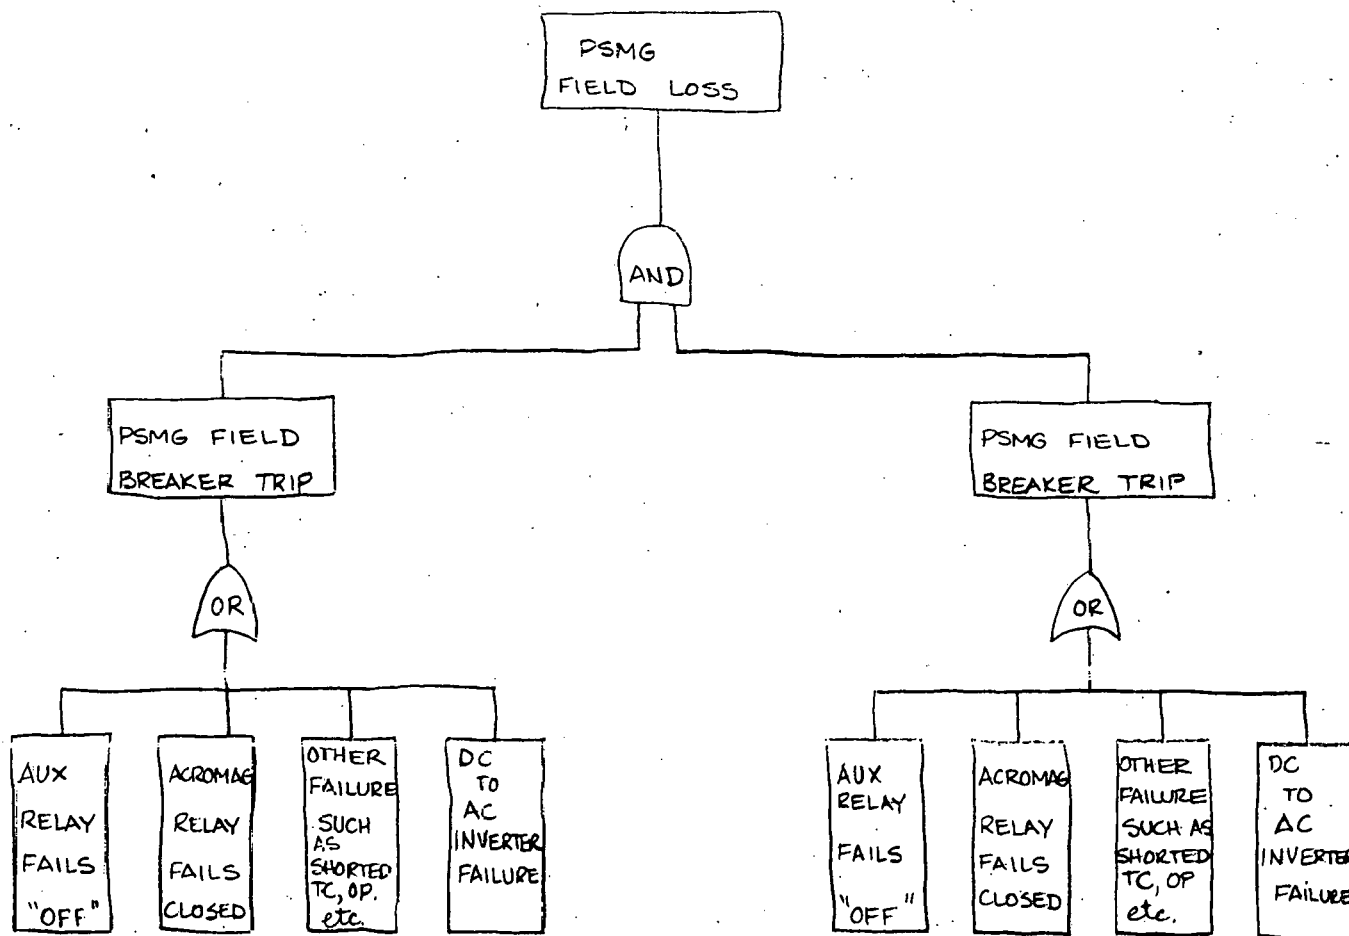 PSMG
FIELD LOSS
AND
PSMG FIELD
BREAKER TRIP
PSMG FIELD
BREAKER TRIP
OR
OR
AUX
RELAY
FAILS
"OFF"
ACROMAG
RELAY
FAILS
CLOSED
OTHER
FAILURE
SUCH
AS
SHORTED
TC, OP.
etc.
DC
TO
AC
INVERTER
FAILURE
AUX
RELAY
FAILS
"OFF"
ACROMAG
RELAY
FAILS
CLOSED
OTHER
FAILURE
SUCH AS
SHORTED
TC, OP
etc.
DC
TO
AC
INVERTER
FAILURE